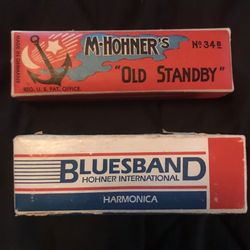 M·HOHNER'S
No 34B
"OLD STANDBY"
MADE IN GERMANY
REG. U.S. PAT. OFFICE.
BLUESBAND
HOHNER INTERNATIONAL
HARMONICA